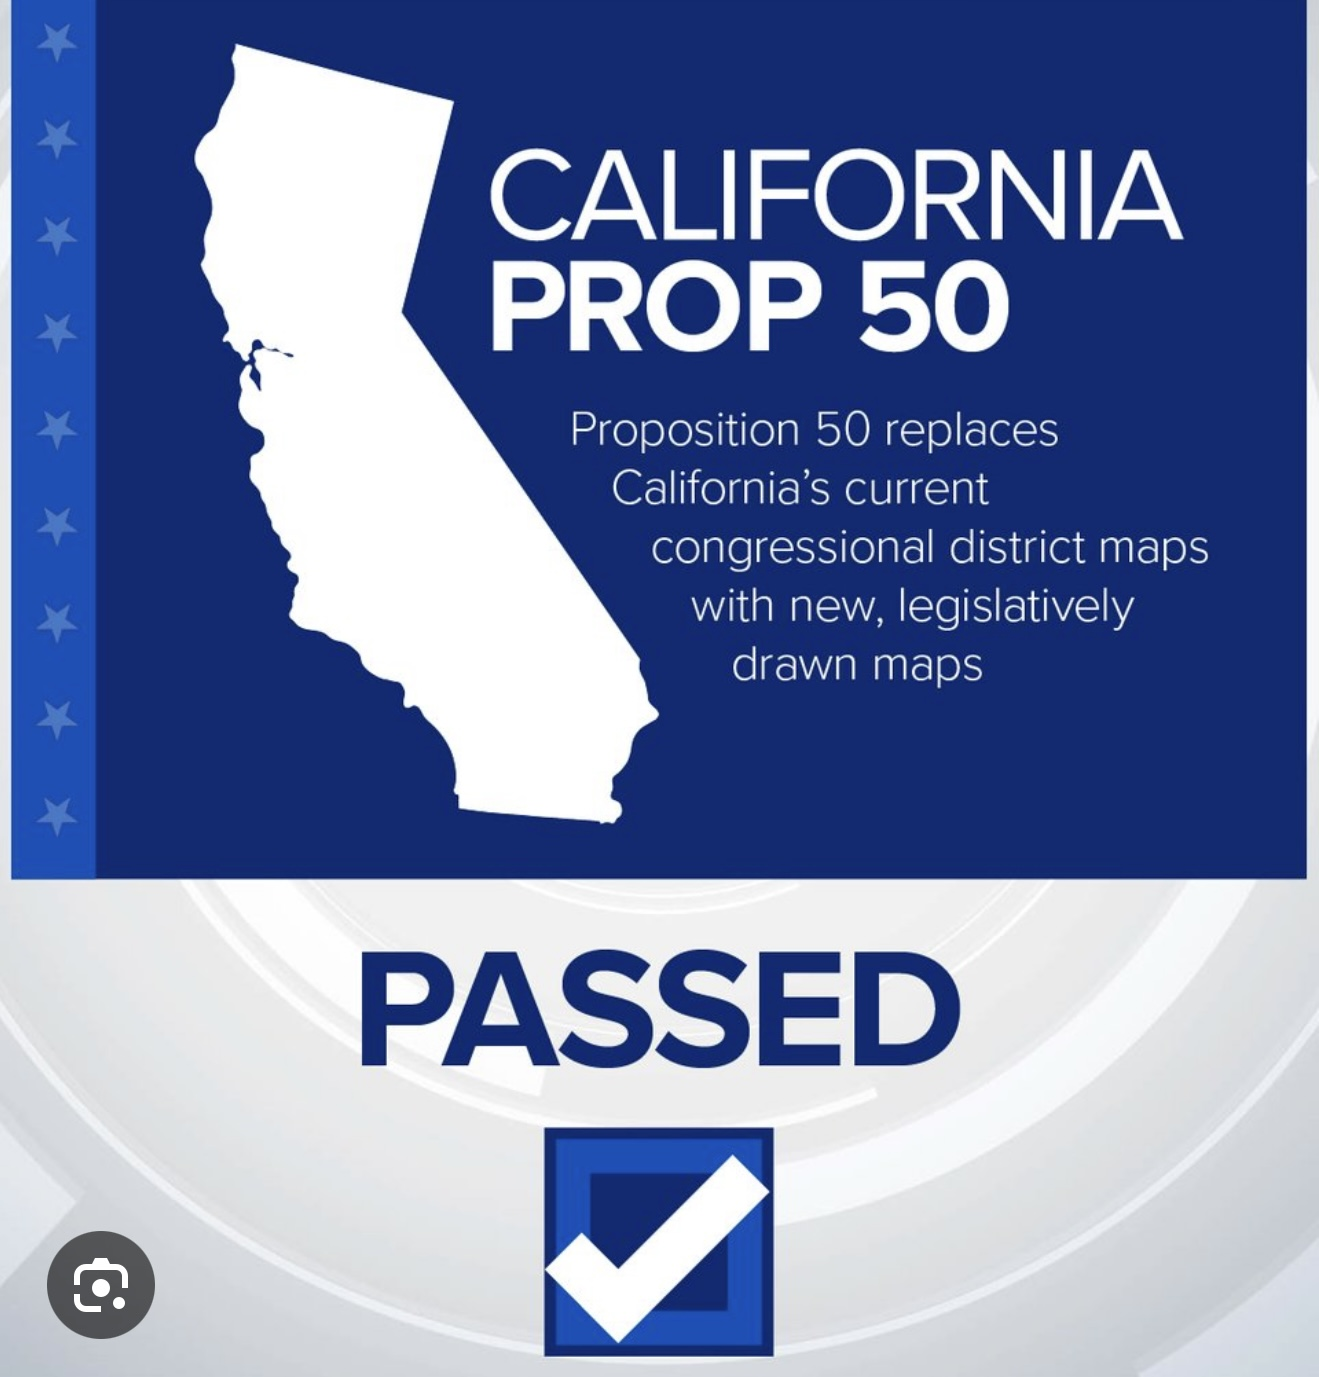 CALIFORNIA
PROP 50
Proposition 50 replaces
California’s current
congressional district maps
with new, legislatively
drawn maps
PASSED